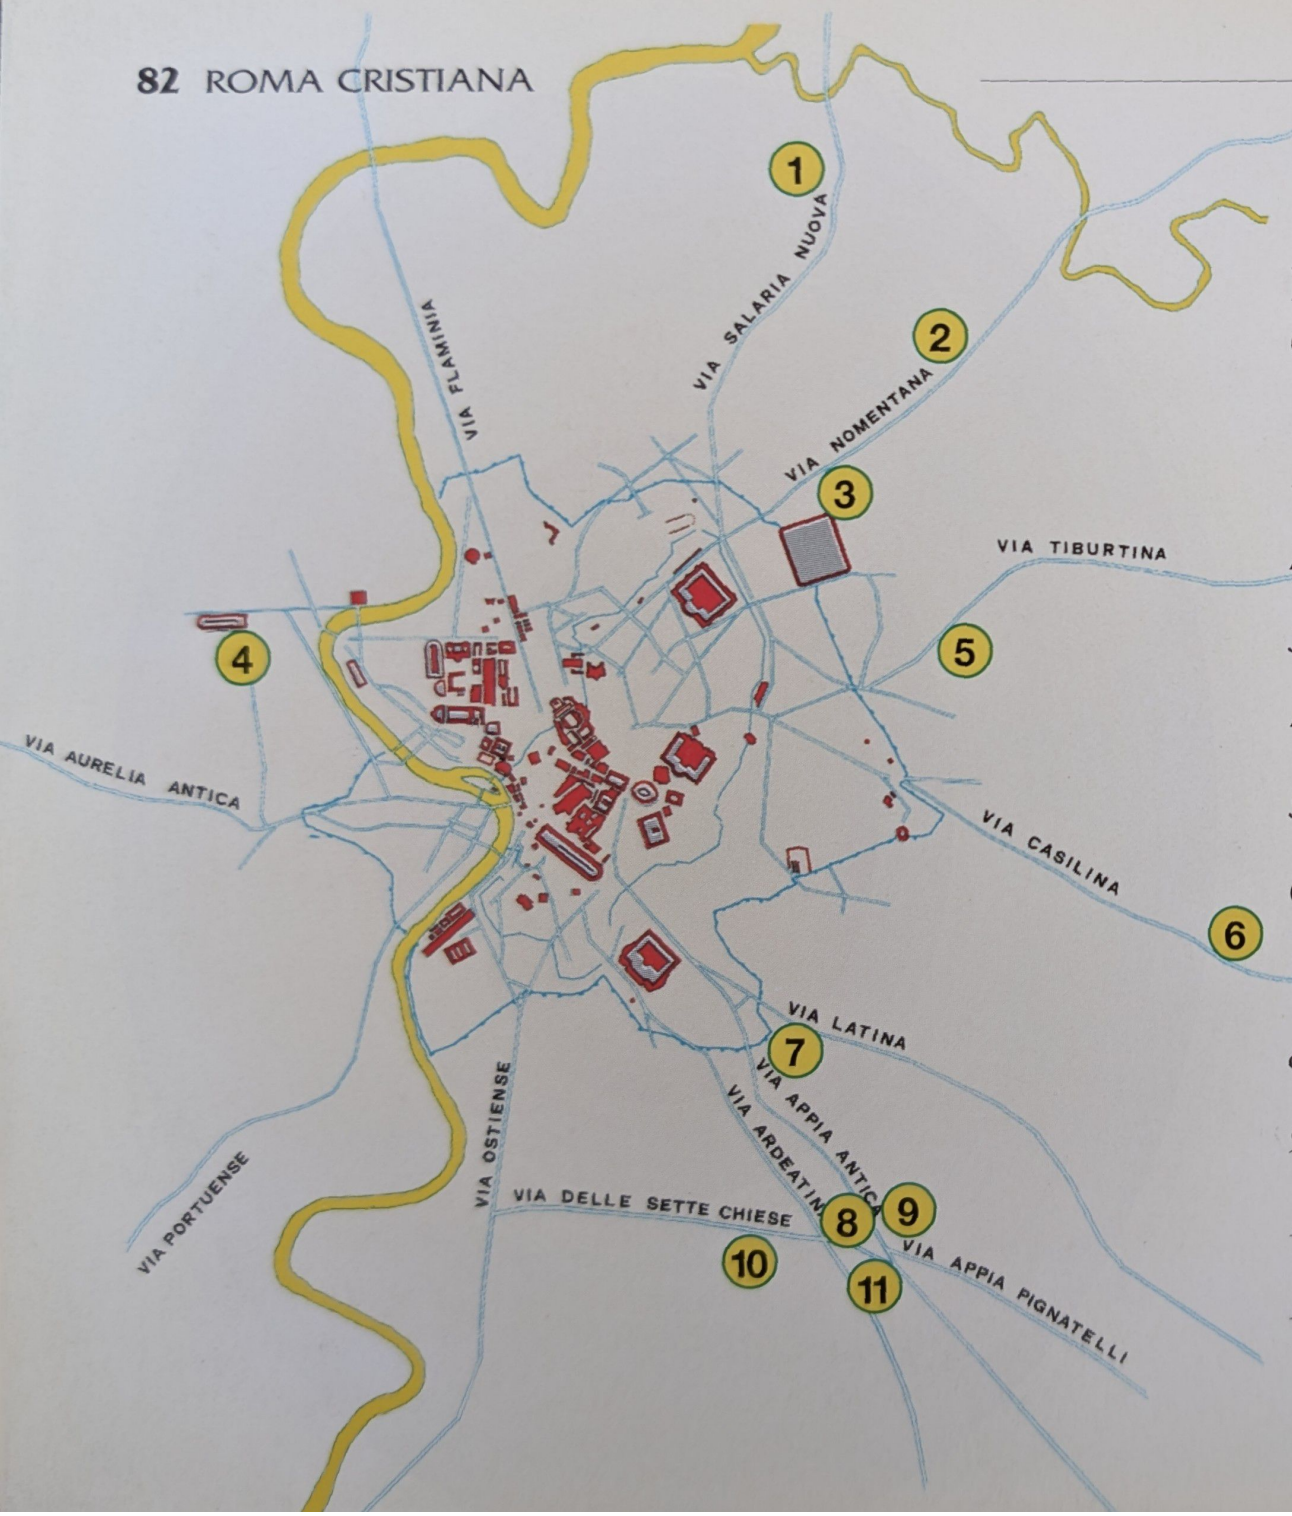 82 ROMA CRISTIANA
1
VIA SALARIA NUOVA
VIA FLAMINIA
2
VIA NOMENTANA
3
VIA TIBURTINA
4
5
VIA AURELIA ANTICA
VIA CASILINA
6
VIA LATINA
7
VIA APPIA ANTICA
VIA ARDEATIN
VIA OSTIENSE
VIA PORTUENSE
VIA DELLE SETTE CHIESE
8
9
10
11
VIA APPIA PIGNATELLI